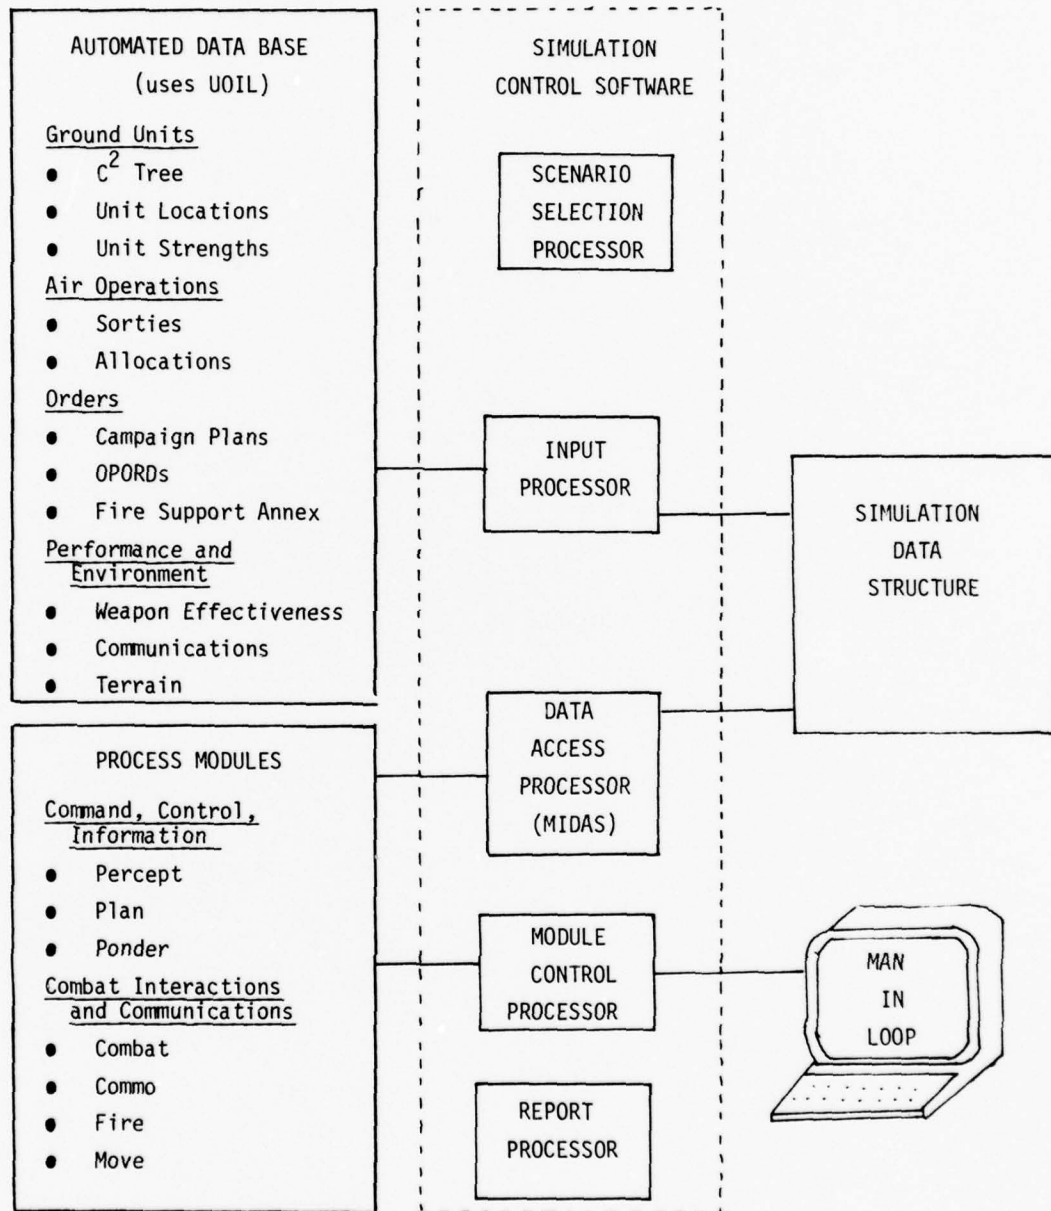 AUTOMATED DATA BASE
(uses UOIL)
Ground Units
● C² Tree
● Unit Locations
● Unit Strengths
Air Operations
● Sorties
● Allocations
Orders
● Campaign Plans
● OPORDs
● Fire Support Annex
Performance and
Environment
● Weapon Effectiveness
● Communications
● Terrain
PROCESS MODULES
Command, Control,
Information
● Percept
● Plan
● Ponder
Combat Interactions
and Communications
● Combat
● Commo
● Fire
● Move
SIMULATION
CONTROL SOFTWARE
SCENARIO
SELECTION
PROCESSOR
INPUT
PROCESSOR
DATA
ACCESS
PROCESSOR
(MIDAS)
MODULE
CONTROL
PROCESSOR
REPORT
PROCESSOR
SIMULATION
DATA
STRUCTURE
MAN
IN
LOOP